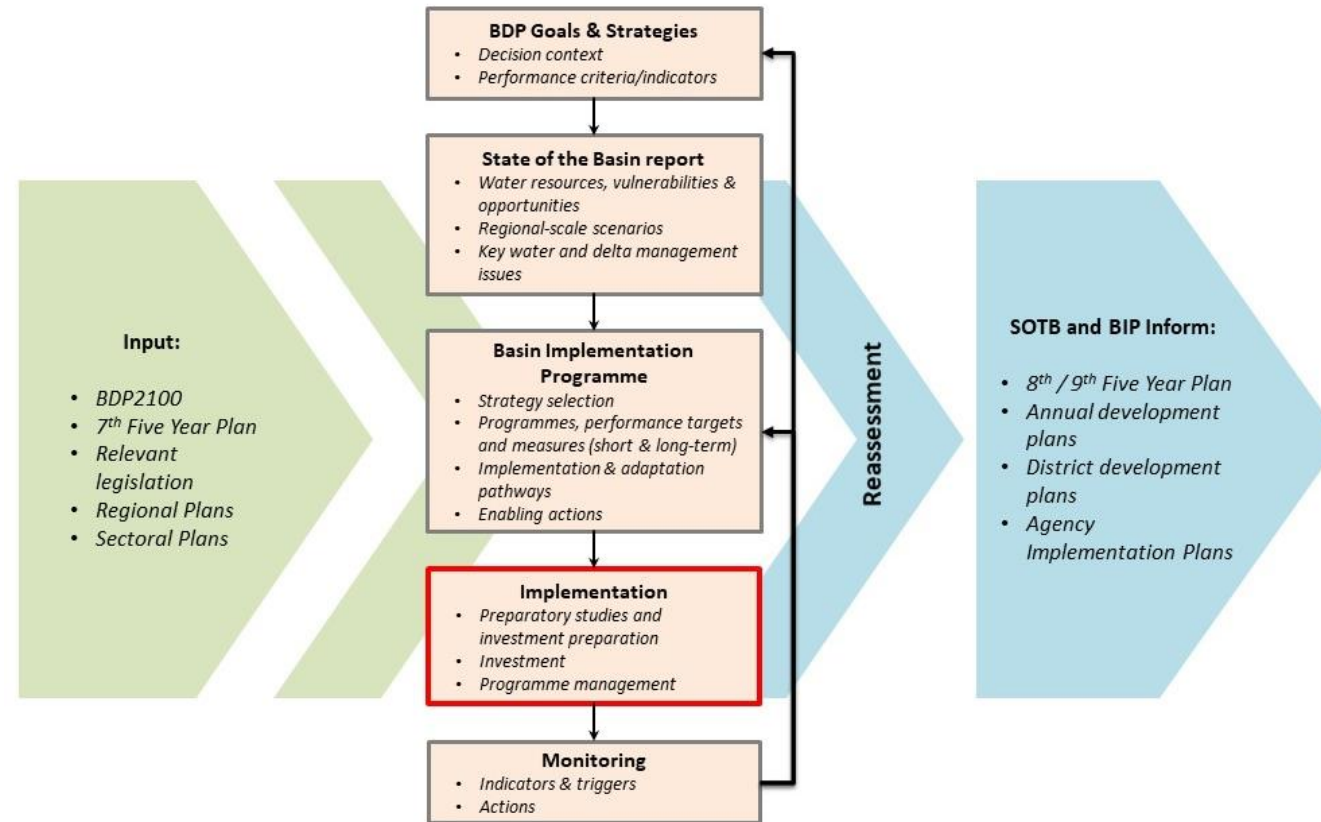 BDP Goals & Strategies
• Decision context
• Performance criteria/indicators
State of the Basin report
• Water resources, vulnerabilities &
opportunities
• Regional-scale scenarios
• Key water and delta management
issues
Input:
• BDP2100
• 7th Five Year Plan
• Relevant
legislation
• Regional Plans
• Sectoral Plans
Basin Implementation
Programme
• Strategy selection
• Programmes, performance targets
and measures (short & long-term)
• Implementation & adaptation
pathways
• Enabling actions
Reassessment
SOTB and BIP Inform:
• 8th / 9th Five Year Plan
• Annual development
plans
• District development
plans
• Agency
Implementation Plans
Implementation
• Preparatory studies and
investment preparation
• Investment
• Programme management
Monitoring
• Indicators & triggers
• Actions